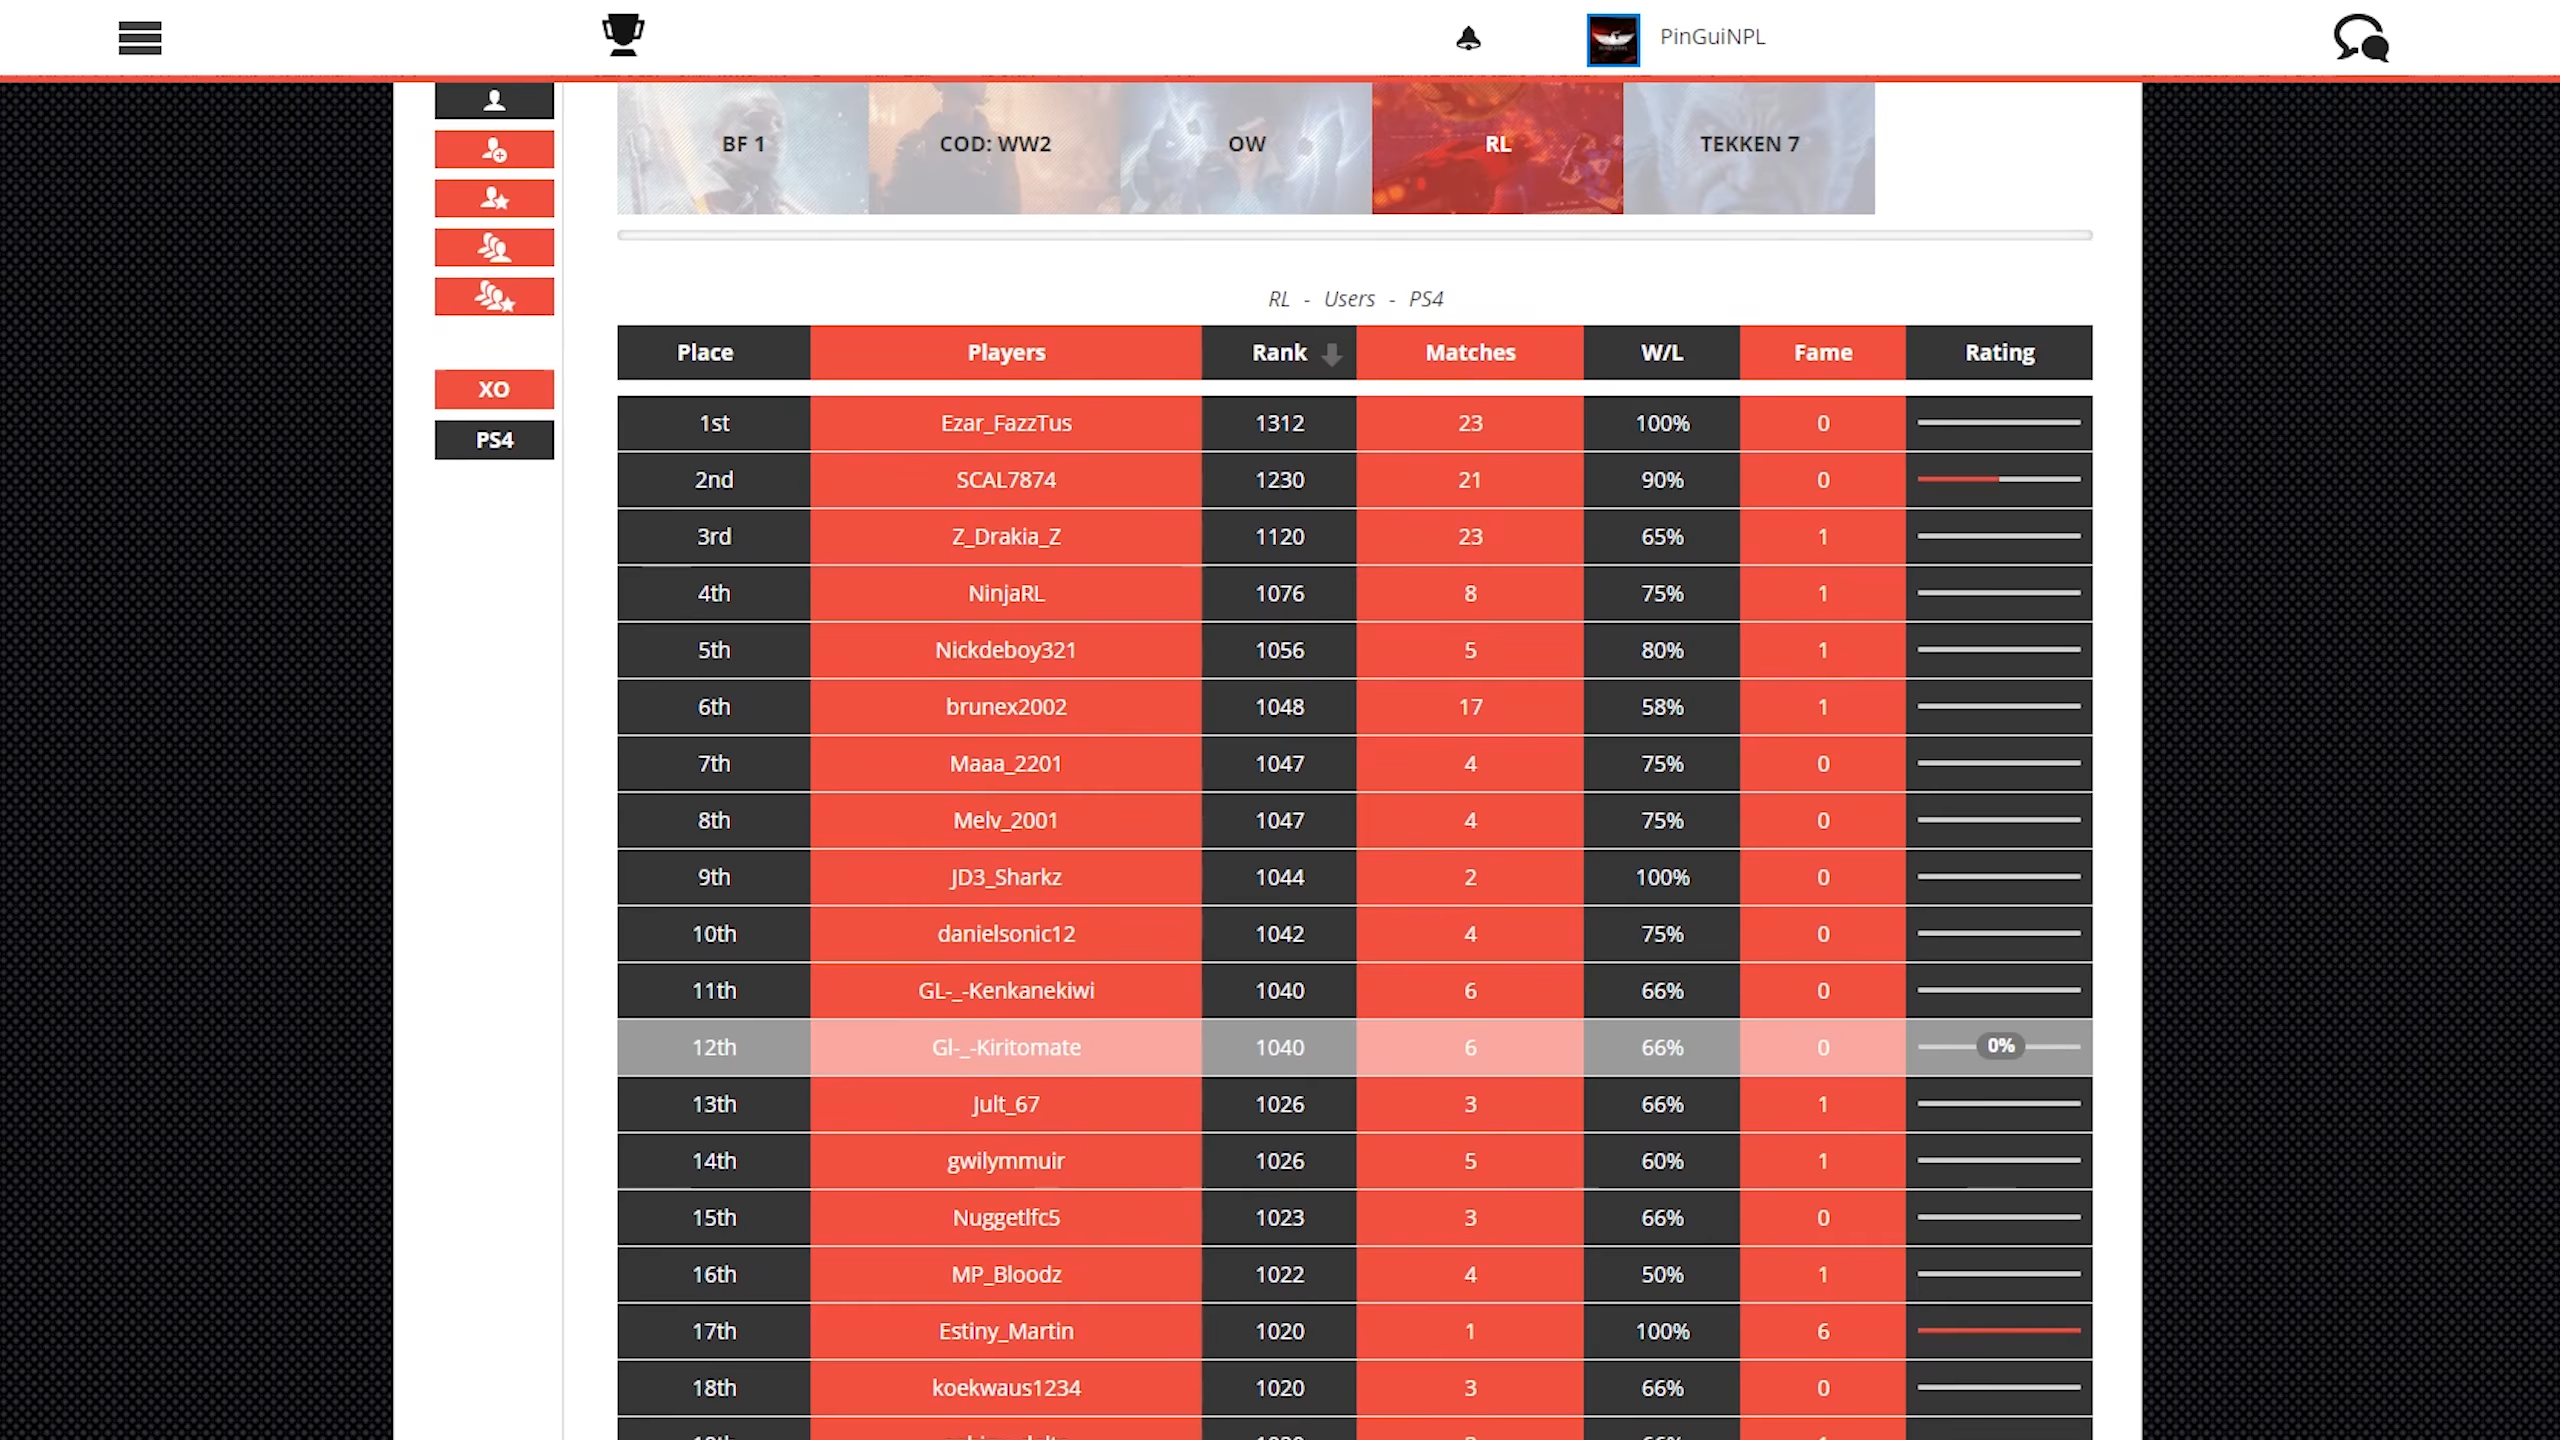 PinGuiNPL
BF 1 COD: WW2 OW RL TEKKEN 7
RL - Users - PS4
XO
PS4
Place Players Rank Matches W/L Fame Rating
1st Ezar_FazzTus 1312 23 100% 0
2nd SCAL7874 1230 21 90% 0
3rd Z_Drakia_Z 1120 23 65% 1
4th NinjaRL 1076 8 75% 1
5th Nickdeboy321 1056 5 80% 1
6th brunex2002 1048 17 58% 1
7th Maaa_2201 1047 4 75% 0
8th Melv_2001 1047 4 75% 0
9th JD3_Sharkz 1044 2 100% 0
10th danielsonic12 1042 4 75% 0
11th GL-_-Kenkanekiwi 1040 6 66% 0
12th Gl-_-Kiritomate 1040 6 66% 0 0%
13th Jult_67 1026 3 66% 1
14th gwilymmuir 1026 5 60% 1
15th Nuggetlfc5 1023 3 66% 0
16th MP_Bloodz 1022 4 50% 1
17th Estiny_Martin 1020 1 100% 6
18th koekwaus1234 1020 3 66% 0